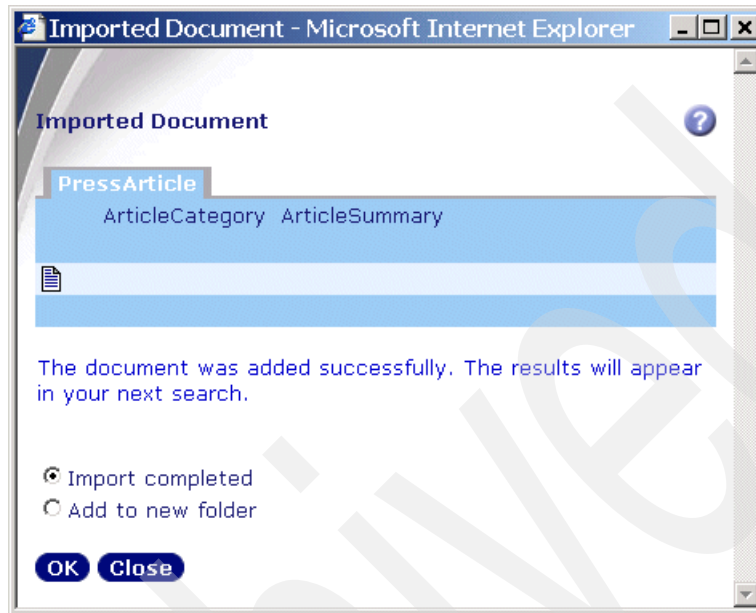 Imported Document - Microsoft Internet Explorer
Imported Document
?
PressArticle
ArticleCategory ArticleSummary
The document was added successfully. The results will appear
in your next search.
Import completed
Add to new folder
OK Close